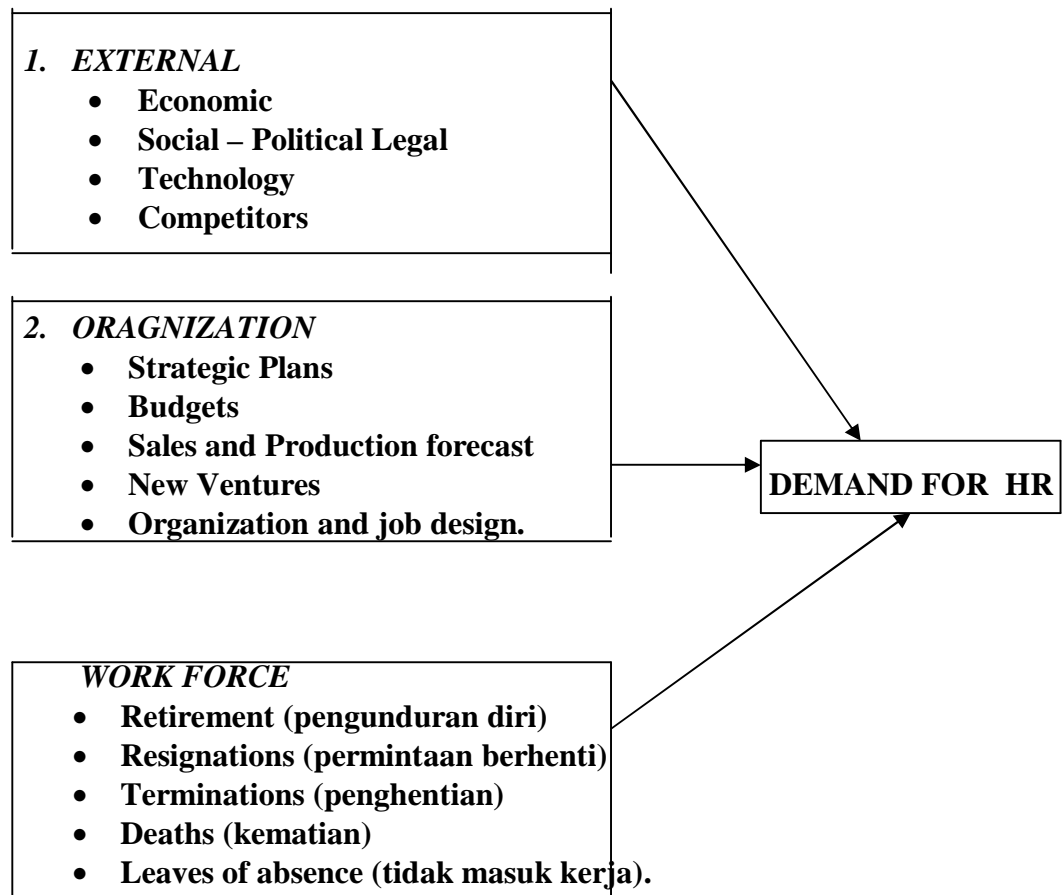 1. EXTERNAL
• Economic
• Social – Political Legal
• Technology
• Competitors
2. ORAGNIZATION
• Strategic Plans
• Budgets
• Sales and Production forecast
• New Ventures
• Organization and job design.
DEMAND FOR HR
WORK FORCE
• Retirement (pengunduran diri)
• Resignations (permintaan berhenti)
• Terminations (penghentian)
• Deaths (kematian)
• Leaves of absence (tidak masuk kerja).